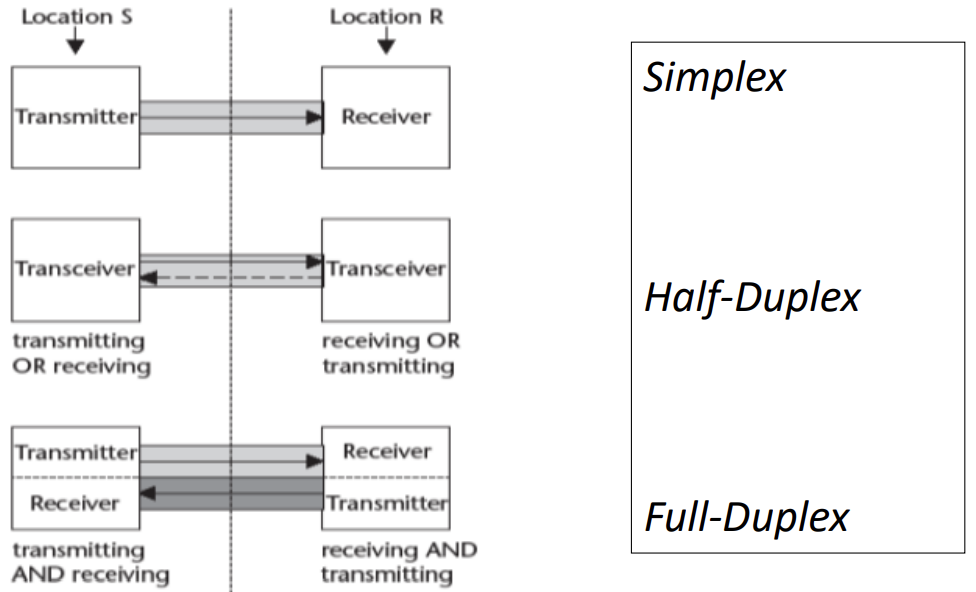 Location S
Location R
Transmitter
Receiver
Simplex
Transceiver
Transceiver
transmitting
OR receiving
receiving OR
transmitting
Half-Duplex
Transmitter
Receiver
Receiver
Transmitter
transmitting
AND receiving
receiving AND
transmitting
Full-Duplex